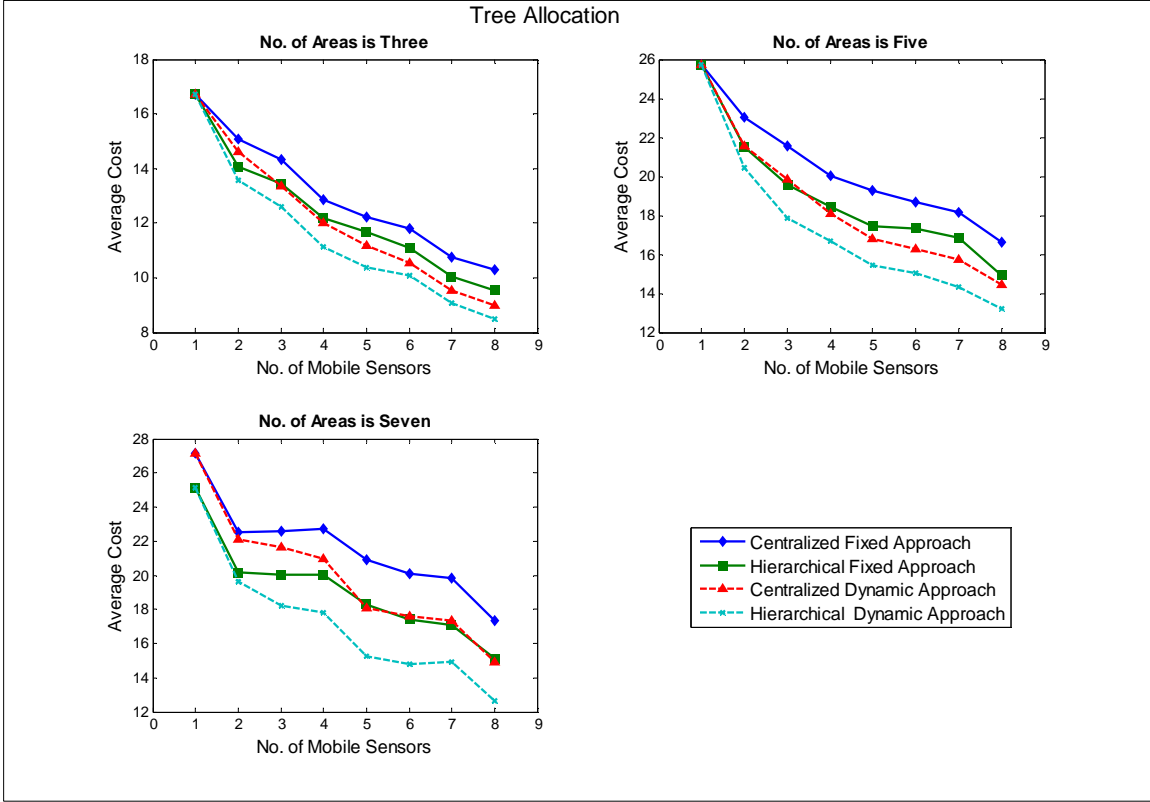 Tree Allocation
No. of Areas is Three
18
16
14
12
10
8
Average Cost
0 1 2 3 4 5 6 7 8 9
No. of Mobile Sensors
No. of Areas is Five
26
24
22
20
18
16
14
12
Average Cost
0 1 2 3 4 5 6 7 8 9
No. of Mobile Sensors
No. of Areas is Seven
28
26
24
22
20
18
16
14
12
Average Cost
0 1 2 3 4 5 6 7 8 9
No. of Mobile Sensors
Centralized Fixed Approach
Hierarchical Fixed Approach
Centralized Dynamic Approach
Hierarchical Dynamic Approach